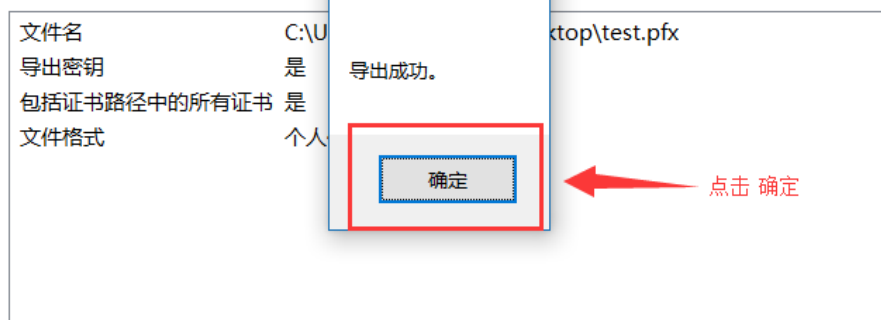 文件名 C:\U ktop\test.pfx
导出密钥 是
导出成功。
包括证书路径中的所有证书 是
文件格式 个人
确定
点击 确定